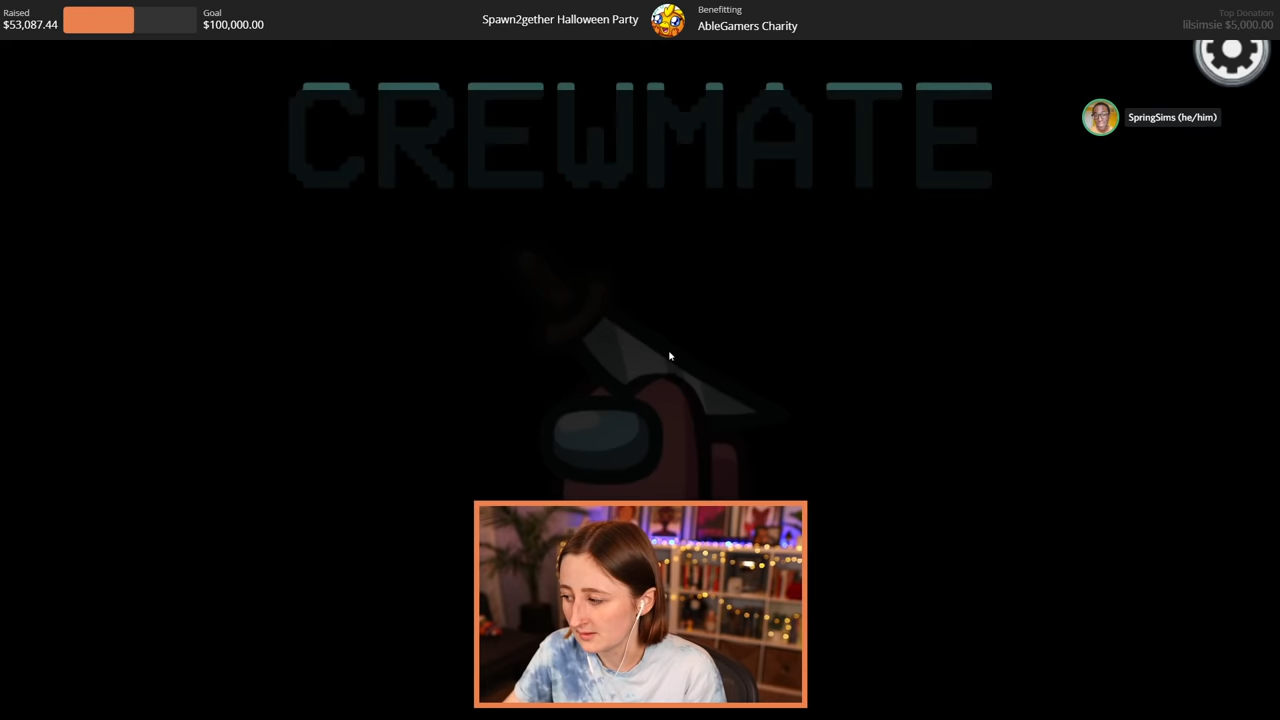 Raised
$53,087.44
Goal
$100,000.00
Spawn2gether Halloween Party
Benefitting
AbleGamers Charity
Top Donation
lilsimsie $5,000.00
CREWMATE
SpringSims (he/him)